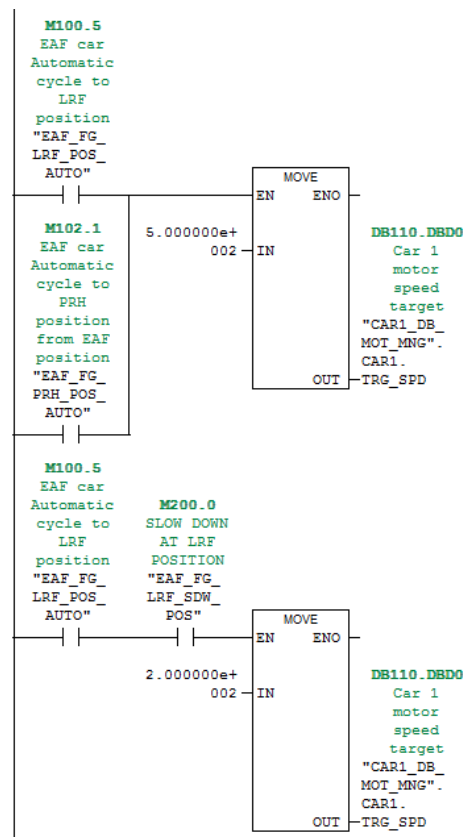 M100.5
EAF car
Automatic
cycle to
LRF
position
"EAF_FG_
LRF_POS_
AUTO"
MOVE
EN ENO
5.000000e+
002
IN
M102.1
EAF car
Automatic
cycle to
PRH
position
from EAF
position
"EAF_FG_
PRH_POS_
AUTO"
DB110.DBD0
Car 1
motor
speed
target
"CAR1_DB_
MOT_MNG".
CAR1.
OUT TRG_SPD
M100.5
EAF car
Automatic
cycle to
LRF
position
"EAF_FG_
LRF_POS_
AUTO"
M200.0
SLOW DOWN
AT LRF
POSITION
"EAF_FG_
LRF_SDW_
POS"
MOVE
EN ENO
2.000000e+
002
IN
DB110.DBD0
Car 1
motor
speed
target
"CAR1_DB_
MOT_MNG".
CAR1.
OUT TRG_SPD